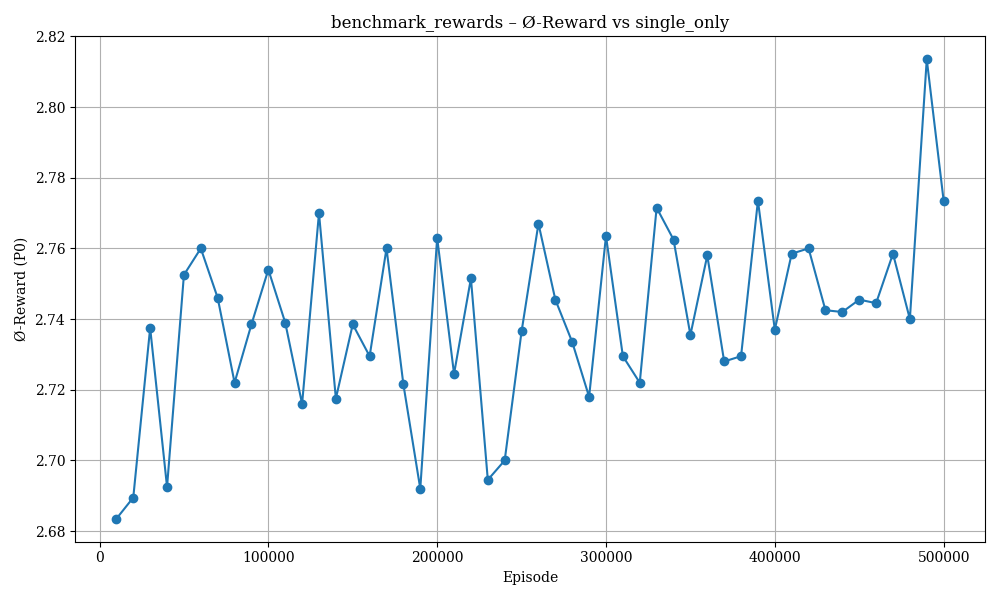 benchmark_rewards – Ø-Reward vs single_only
2.82
2.80
2.78
2.76
2.74
2.72
2.70
2.68
Ø-Reward (P0)
0 100000 200000 300000 400000 500000
Episode